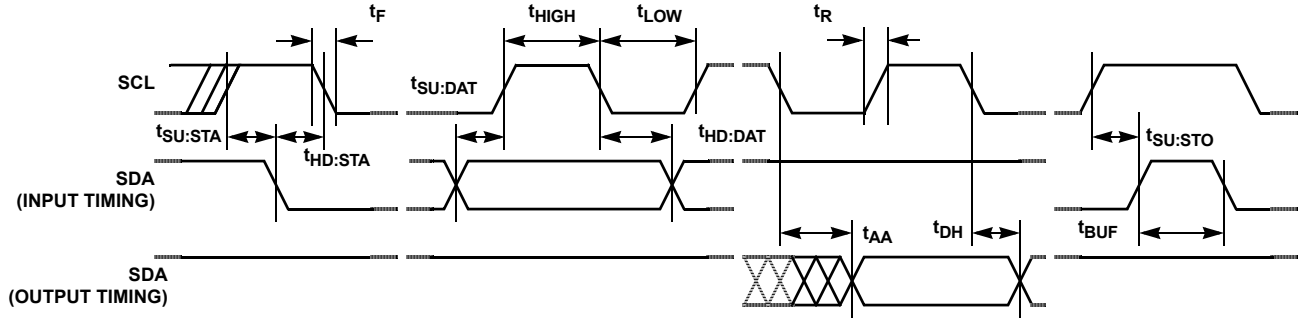 tF
tHIGH
tLOW
tR
SCL
tSU:DAT
tSU:STA
tHD:STA
tHD:DAT
tSU:STO
SDA
(INPUT TIMING)
tAA
tDH
tBUF
SDA
(OUTPUT TIMING)